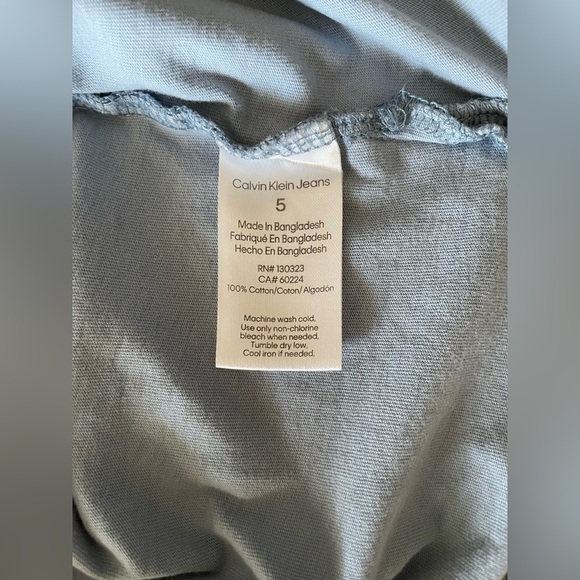 Calvin Klein Jeans
5
Made In Bangladesh
Fabriqué En Bangladesh
Hecho En Bangladesh
RN# 130323
CA# 60224
100% Cotton/Coton/Algodón
Machine wash cold,
Use only non-chlorine
bleach when needed,
Tumble dry low,
Cool iron if needed.